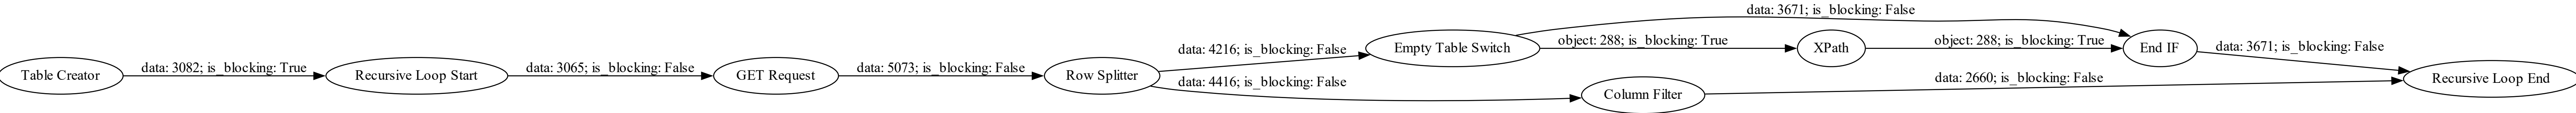 data: 3671; is_blocking: False
Table Creator
data: 3082; is_blocking: True
Recursive Loop Start
data: 3065; is_blocking: False
GET Request
data: 5073; is_blocking: False
Row Splitter
data: 4216; is_blocking: False
Empty Table Switch
object: 288; is_blocking: True
XPath
object: 288; is_blocking: True
End IF
data: 3671; is_blocking: False
data: 4416; is_blocking: False
Column Filter
data: 2660; is_blocking: False
Recursive Loop End